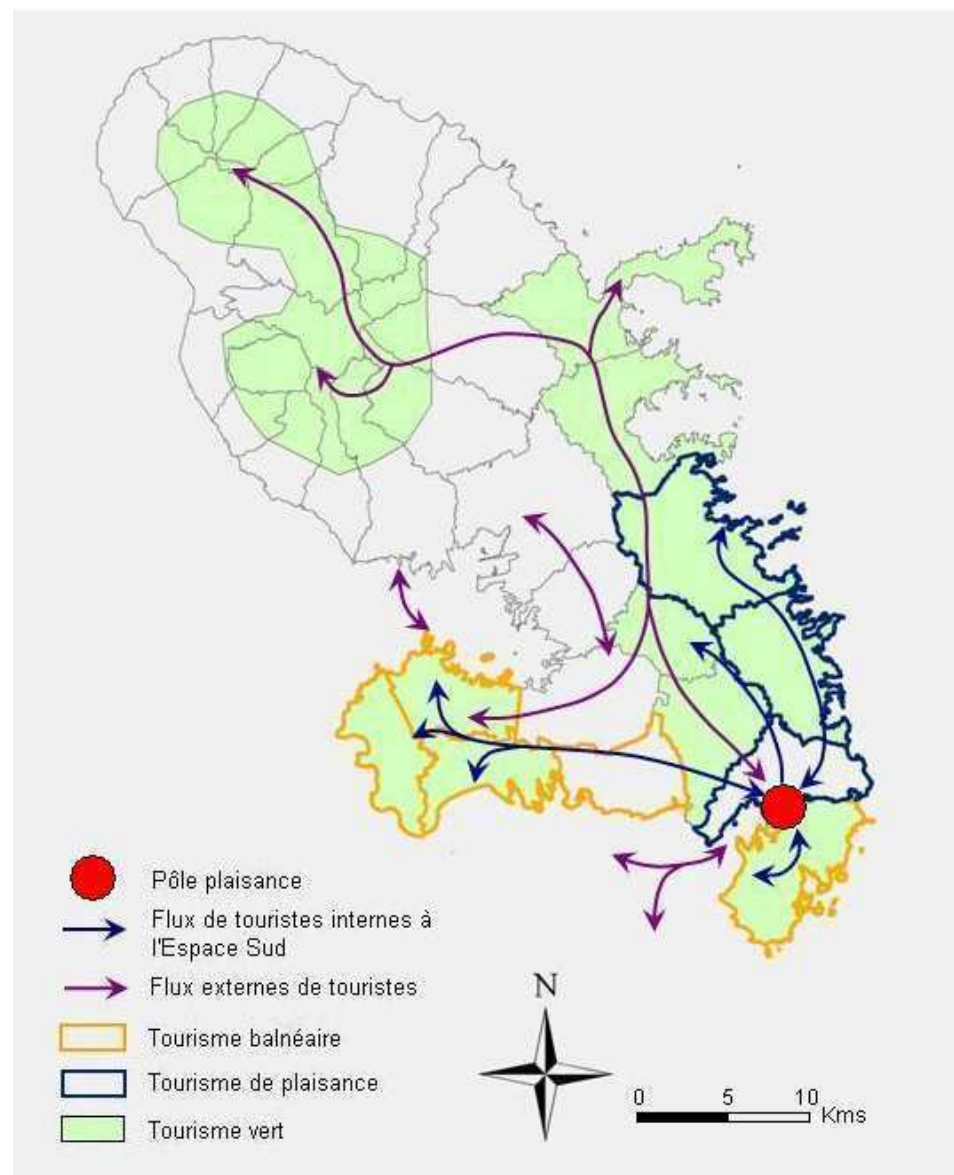 Pôle plaisance
Flux de touristes internes à
l'Espace Sud
Flux externes de touristes
Tourisme balnéaire
Tourisme de plaisance
Tourisme vert
N
0 5 10
Kms